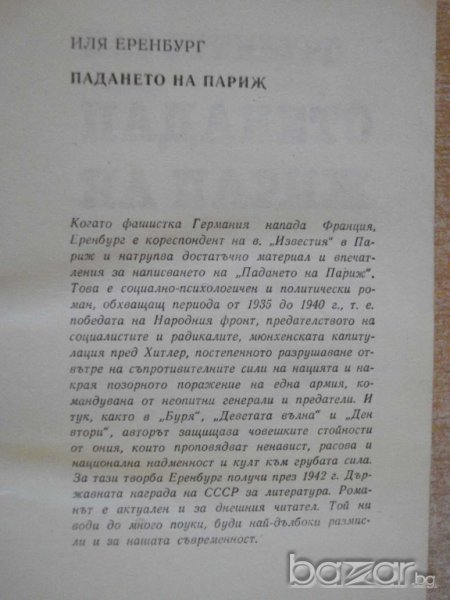 ИЛЯ ЕРЕНБУРГ
ПАДАНЕТО НА ПАРИЖ
Когато фашистка Германия напада Франция,
Еренбург е кореспондент на в. „Известия" в Па-
риж и натрупва достатъчно материал и впечат-
ления за написването на „Падането на Париж".
Това е социално-психологичен и политически ро-
ман, обхващащ периода от 1935 до 1940 г., т. е.
победата на Народния фронт, предателството на
социалистите и радикалите, мюнхенската капиту-
лация пред Хитлер, постепенното разрушаване от-
вътре на съпротивителните сили на нацията и на-
края позорното поражение на една армия, ко-
мандувана от неопитни генерали и предатели. И
тук, както в „Буря", „Деветата вълна" и „Ден
втори", авторът защищава човешките стойности
от ония, които проповядват ненавист, расова и
национална надменност и култ към грубата сила.
За тази творба Еренбург получи през 1942 г. Дър-
жавната награда на СССР за литература. Рома-
нът е актуален и за днешния читател. Той ни
води до много поуки, буди най-дълбоки размис-
ли и за нашата съвременност.
bazar.bg